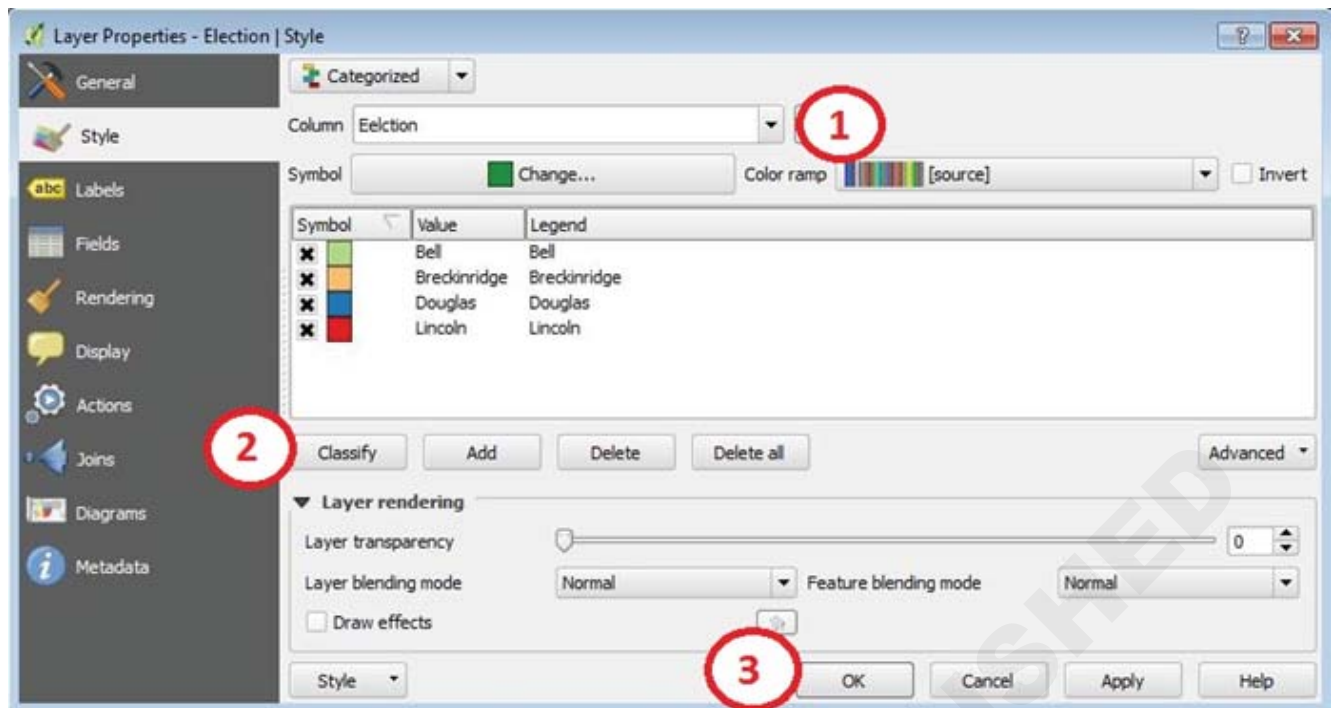 Layer Properties - Election | Style
General
Style
abc Labels
Fields
Rendering
Display
Actions
Joins
Diagrams
i Metadata
Categorized
Column Eelction 1
Symbol Change... Color ramp [source] Invert
Symbol Value Legend
Bell Bell
Breckinridge Breckinridge
Douglas Douglas
Lincoln Lincoln
2 Classify Add Delete Delete all Advanced
Layer rendering
Layer transparency 0
Layer blending mode Normal Feature blending mode Normal
Draw effects
Style 3 OK Cancel Apply Help
SHED